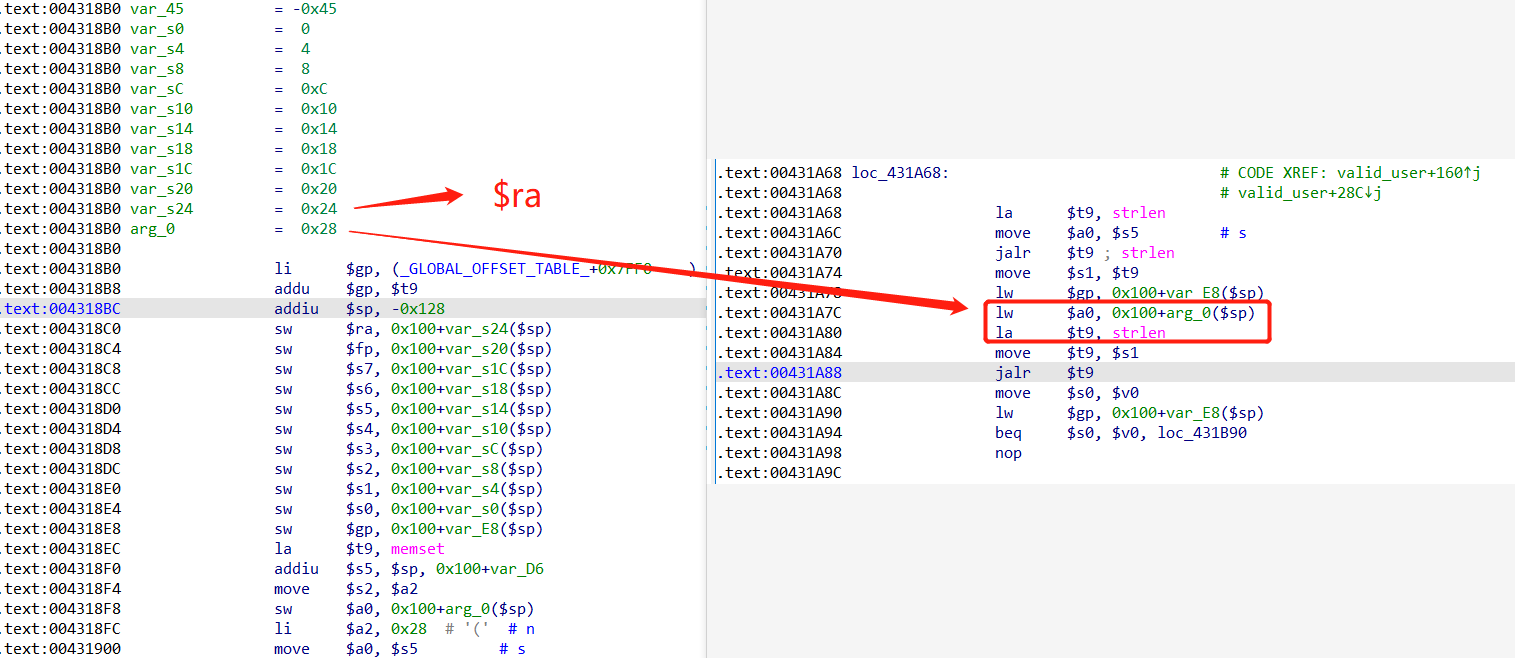 .text:004318B0 var_45 = -0x45
.text:004318B0 var_s0 = 0
.text:004318B0 var_s4 = 4
.text:004318B0 var_s8 = 8
.text:004318B0 var_sC = 0xC
.text:004318B0 var_s10 = 0x10
.text:004318B0 var_s14 = 0x14
.text:004318B0 var_s18 = 0x18
.text:004318B0 var_s1C = 0x1C
.text:004318B0 var_s20 = 0x20
.text:004318B0 var_s24 = 0x24
.text:004318B0 arg_0 = 0x28
.text:004318B0
.text:004318B0 li $gp, (_GLOBAL_OFFSET_TABLE_+0x7FF0 )
.text:004318B8 addu $gp, $t9
.text:004318BC addiu $sp, -0x128
.text:004318C0 sw $ra, 0x100+var_s24($sp)
.text:004318C4 sw $fp, 0x100+var_s20($sp)
.text:004318C8 sw $s7, 0x100+var_s1C($sp)
.text:004318CC sw $s6, 0x100+var_s18($sp)
.text:004318D0 sw $s5, 0x100+var_s14($sp)
.text:004318D4 sw $s4, 0x100+var_s10($sp)
.text:004318D8 sw $s3, 0x100+var_sC($sp)
.text:004318DC sw $s2, 0x100+var_s8($sp)
.text:004318E0 sw $s1, 0x100+var_s4($sp)
.text:004318E4 sw $s0, 0x100+var_s0($sp)
.text:004318E8 sw $gp, 0x100+var_E8($sp)
.text:004318EC la $t9, memset
.text:004318F0 addiu $s5, $sp, 0x100+var_D6
.text:004318F4 move $s2, $a2
.text:004318F8 sw $a0, 0x100+arg_0($sp)
.text:004318FC li $a2, 0x28 # '(' # n
.text:00431900 move $a0, $s5 # s
$ra
.text:00431A68 loc_431A68: # CODE XREF: valid_user+160↑j
.text:00431A68 # valid_user+28C↓j
.text:00431A68 la $t9, strlen
.text:00431A6C move $a0, $s5 # s
.text:00431A70 jalr $t9 ; strlen
.text:00431A74 move $s1, $t9
.text:00431A78 lw $gp, 0x100+var_E8($sp)
.text:00431A7C lw $a0, 0x100+arg_0($sp)
.text:00431A80 la $t9, strlen
.text:00431A84 move $t9, $s1
.text:00431A88 jalr $t9
.text:00431A8C move $s0, $v0
.text:00431A90 lw $gp, 0x100+var_E8($sp)
.text:00431A94 beq $s0, $v0, loc_431B90
.text:00431A98 nop
.text:00431A9C